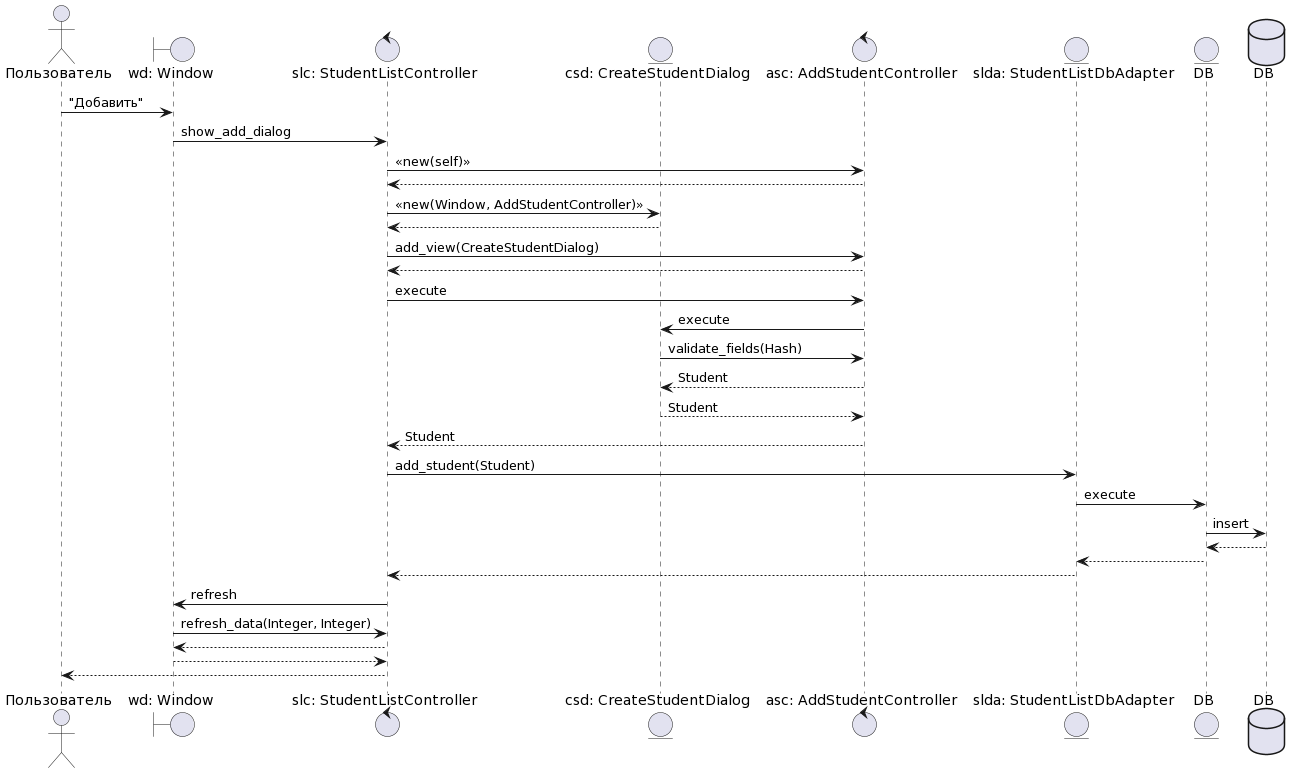 Пользователь
wd: Window
slc: StudentListController
csd: CreateStudentDialog
asc: AddStudentController
slda: StudentListDbAdapter
DB
DB
"Добавить"
show_add_dialog
«new(self)»
«new(Window, AddStudentController)»
add_view(CreateStudentDialog)
execute
execute
validate_fields(Hash)
Student
Student
Student
add_student(Student)
execute
insert
refresh
refresh_data(Integer, Integer)
Пользователь
wd: Window
slc: StudentListController
csd: CreateStudentDialog
asc: AddStudentController
slda: StudentListDbAdapter
DB
DB